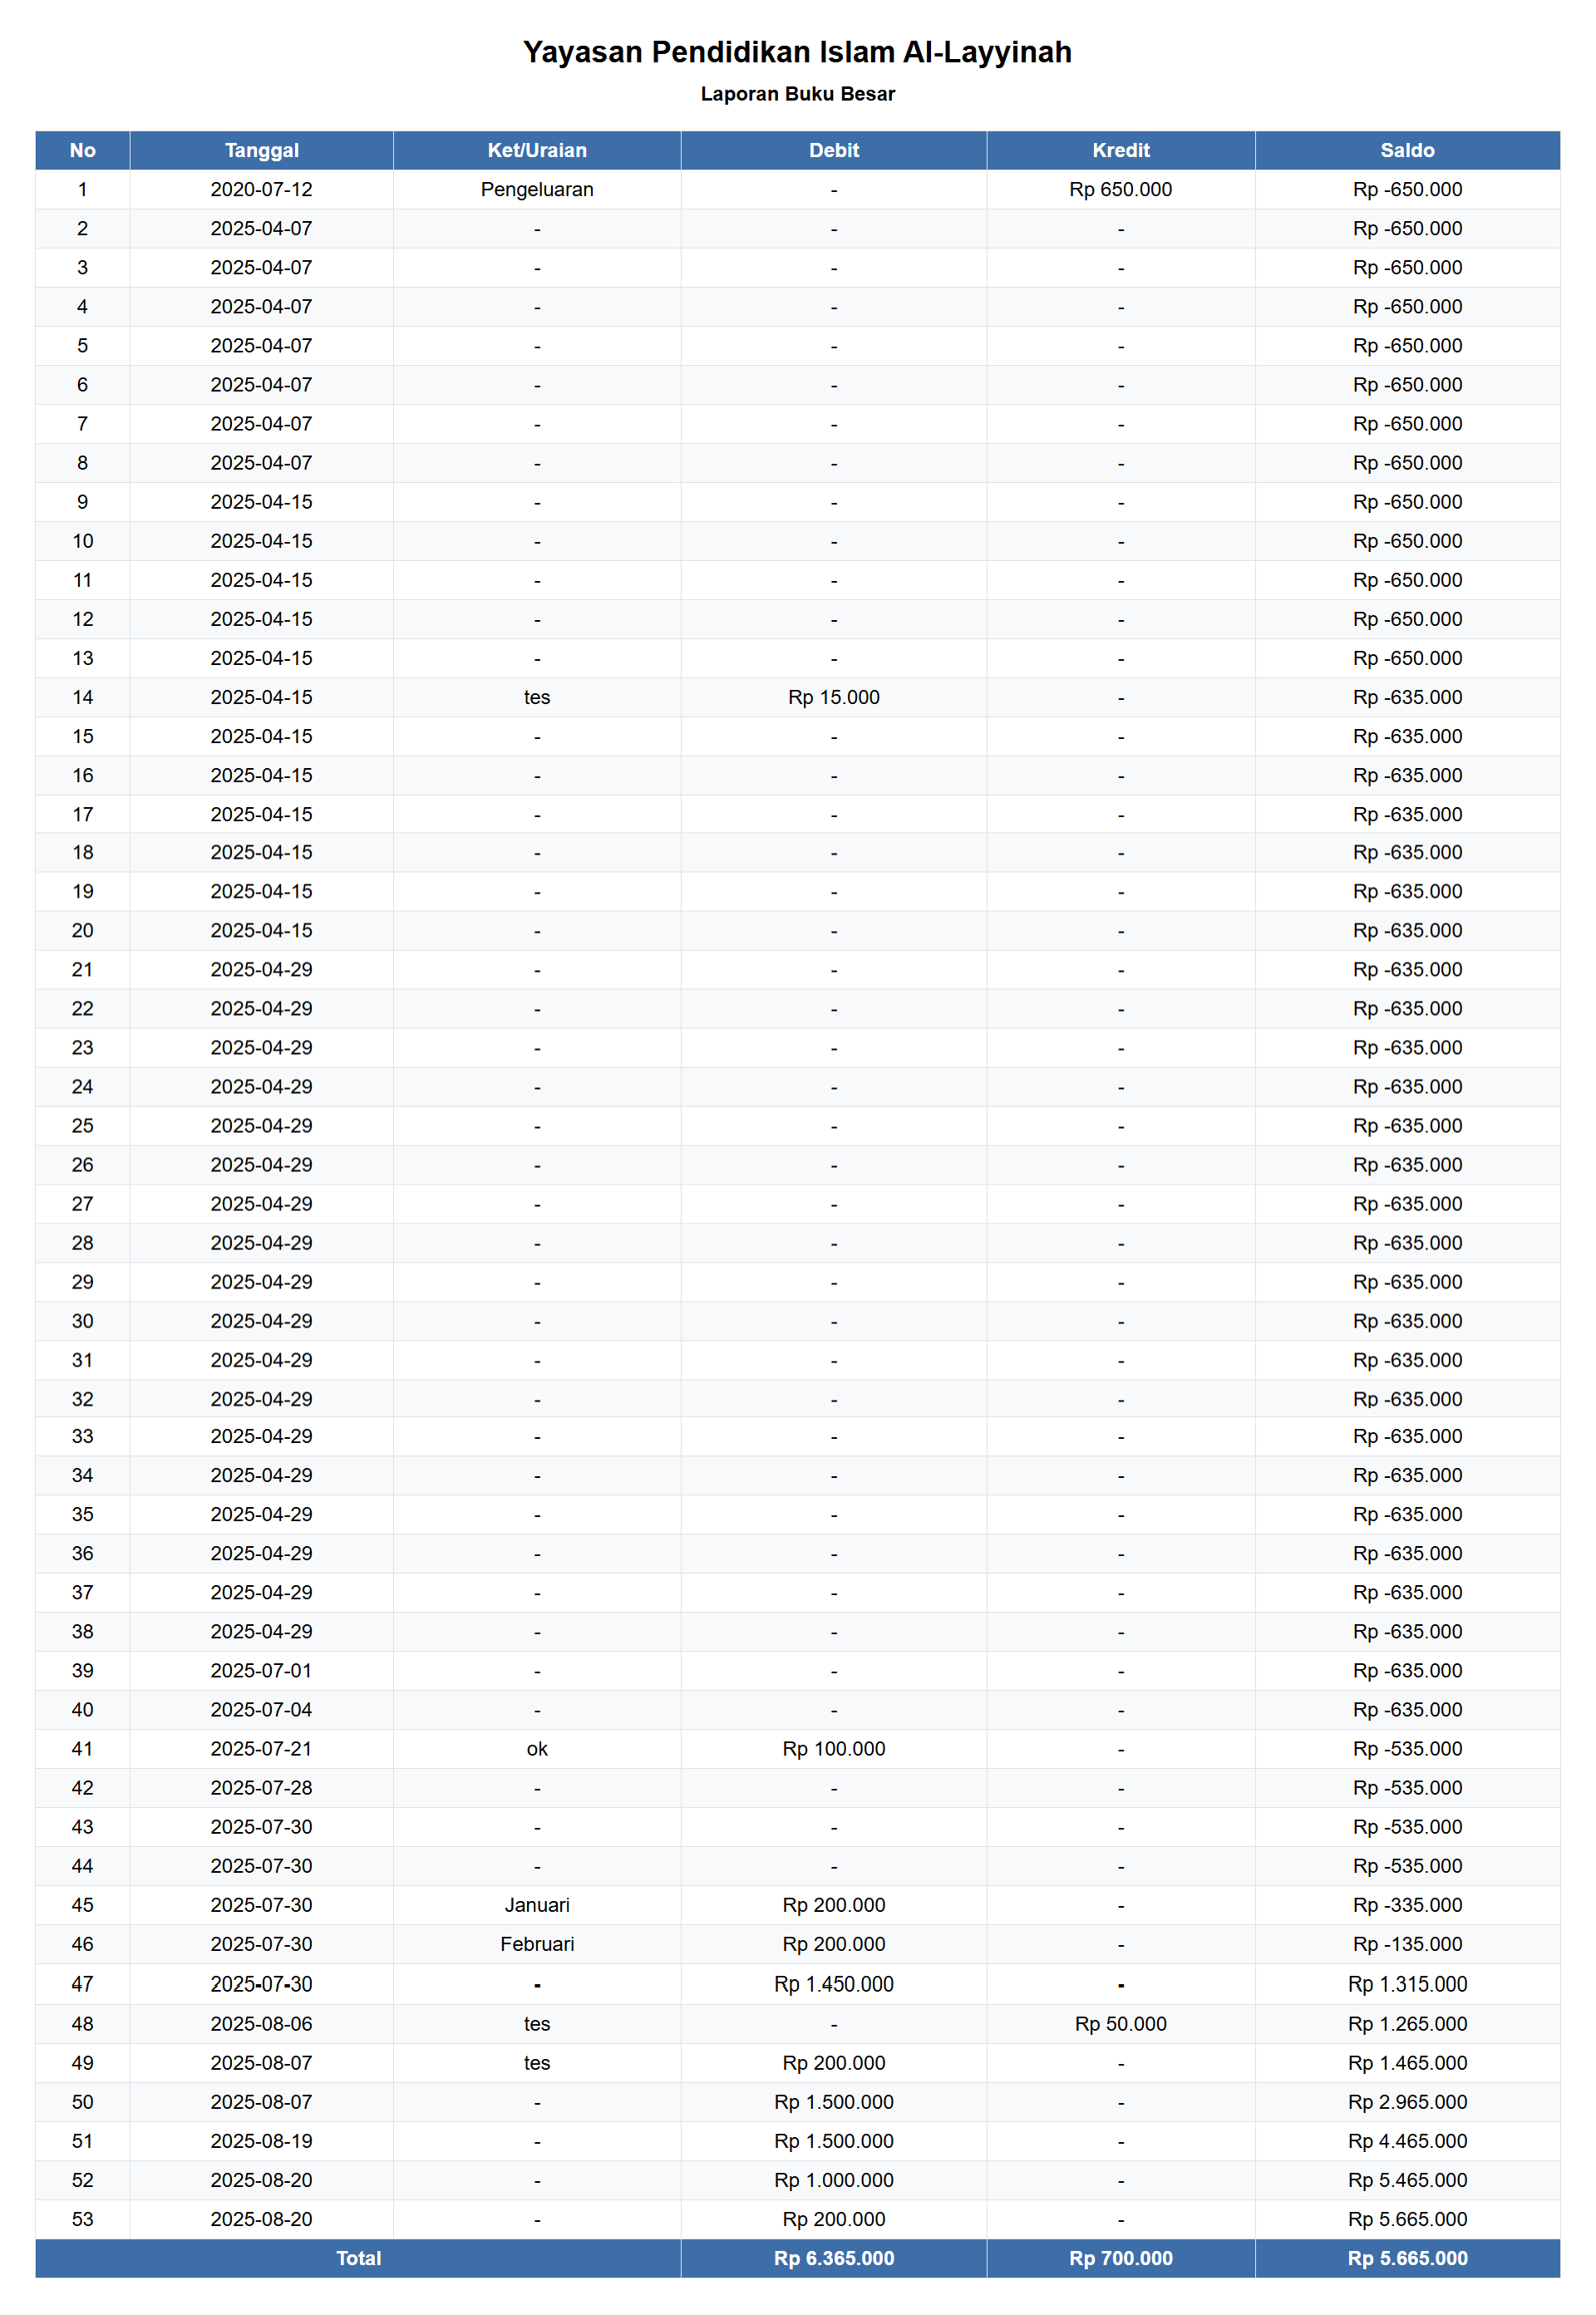 Yayasan Pendidikan Islam Al-Layyinah
Laporan Buku Besar
No Tanggal Ket/Uraian Debit Kredit Saldo
1 2020-07-12 Pengeluaran - Rp 650.000 Rp -650.000
2 2025-04-07 - - - Rp -650.000
3 2025-04-07 - - - Rp -650.000
4 2025-04-07 - - - Rp -650.000
5 2025-04-07 - - - Rp -650.000
6 2025-04-07 - - - Rp -650.000
7 2025-04-07 - - - Rp -650.000
8 2025-04-07 - - - Rp -650.000
9 2025-04-15 - - - Rp -650.000
10 2025-04-15 - - - Rp -650.000
11 2025-04-15 - - - Rp -650.000
12 2025-04-15 - - - Rp -650.000
13 2025-04-15 - - - Rp -650.000
14 2025-04-15 tes Rp 15.000 - Rp -635.000
15 2025-04-15 - - - Rp -635.000
16 2025-04-15 - - - Rp -635.000
17 2025-04-15 - - - Rp -635.000
18 2025-04-15 - - - Rp -635.000
19 2025-04-15 - - - Rp -635.000
20 2025-04-15 - - - Rp -635.000
21 2025-04-29 - - - Rp -635.000
22 2025-04-29 - - - Rp -635.000
23 2025-04-29 - - - Rp -635.000
24 2025-04-29 - - - Rp -635.000
25 2025-04-29 - - - Rp -635.000
26 2025-04-29 - - - Rp -635.000
27 2025-04-29 - - - Rp -635.000
28 2025-04-29 - - - Rp -635.000
29 2025-04-29 - - - Rp -635.000
30 2025-04-29 - - - Rp -635.000
31 2025-04-29 - - - Rp -635.000
32 2025-04-29 - - - Rp -635.000
33 2025-04-29 - - - Rp -635.000
34 2025-04-29 - - - Rp -635.000
35 2025-04-29 - - - Rp -635.000
36 2025-04-29 - - - Rp -635.000
37 2025-04-29 - - - Rp -635.000
38 2025-04-29 - - - Rp -635.000
39 2025-07-01 - - - Rp -635.000
40 2025-07-04 - - - Rp -635.000
41 2025-07-21 ok Rp 100.000 - Rp -535.000
42 2025-07-28 - - - Rp -535.000
43 2025-07-30 - - - Rp -535.000
44 2025-07-30 - - - Rp -535.000
45 2025-07-30 Januari Rp 200.000 - Rp -335.000
46 2025-07-30 Februari Rp 200.000 - Rp -135.000
47 2025-07-30 - Rp 1.450.000 - Rp 1.315.000
48 2025-08-06 tes - Rp 50.000 Rp 1.265.000
49 2025-08-07 tes Rp 200.000 - Rp 1.465.000
50 2025-08-07 - Rp 1.500.000 - Rp 2.965.000
51 2025-08-19 - Rp 1.500.000 - Rp 4.465.000
52 2025-08-20 - Rp 1.000.000 - Rp 5.465.000
53 2025-08-20 - Rp 200.000 - Rp 5.665.000
Total Rp 6.365.000 Rp 700.000 Rp 5.665.000